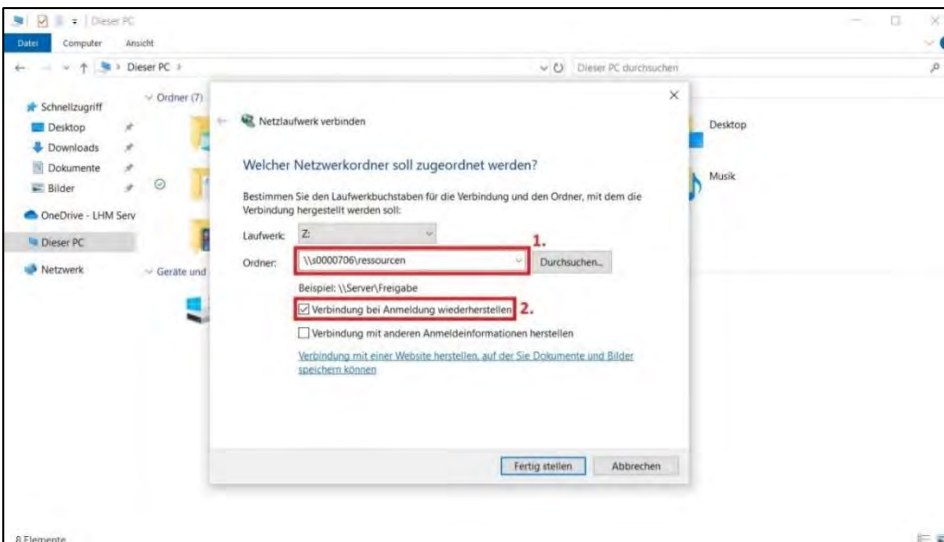 Dieser PC
Datei Computer Ansicht
Dieser PC
Dieser PC durchsuchen
Schnellzugriff
Desktop
Downloads
Dokumente
Bilder
OneDrive - LHM Serv
Dieser PC
Netzwerk
Ordner (7)
Geräte und
Desktop
Musik
Netzlaufwerk verbinden
Welcher Netzwerkordner soll zugeordnet werden?
Bestimmen Sie den Laufwerkbuchstaben für die Verbindung und den Ordner, mit dem die
Verbindung hergestellt werden soll:
Laufwerk: Z:
1.
Ordner: \\s0000706\ressourcen Durchsuchen...
Beispiel: \\Server\Freigabe
Verbindung bei Anmeldung wiederherstellen 2.
Verbindung mit anderen Anmeldeinformationen herstellen
Verbindung mit einer Website herstellen, auf der Sie Dokumente und Bilder
speichern können
Fertig stellen Abbrechen
8 Elemente